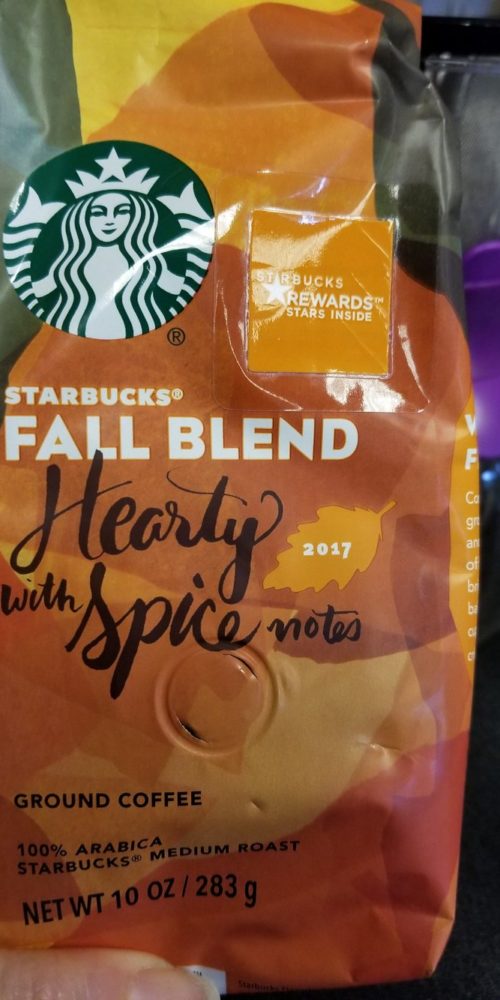 STARBUCKS
REWARDS™
STARS INSIDE
®
STARBUCKS®
FALL BLEND
Hearty
2017
with spice notes
GROUND COFFEE
100% ARABICA
STARBUCKS® MEDIUM ROAST
NET WT 10 OZ / 283 g